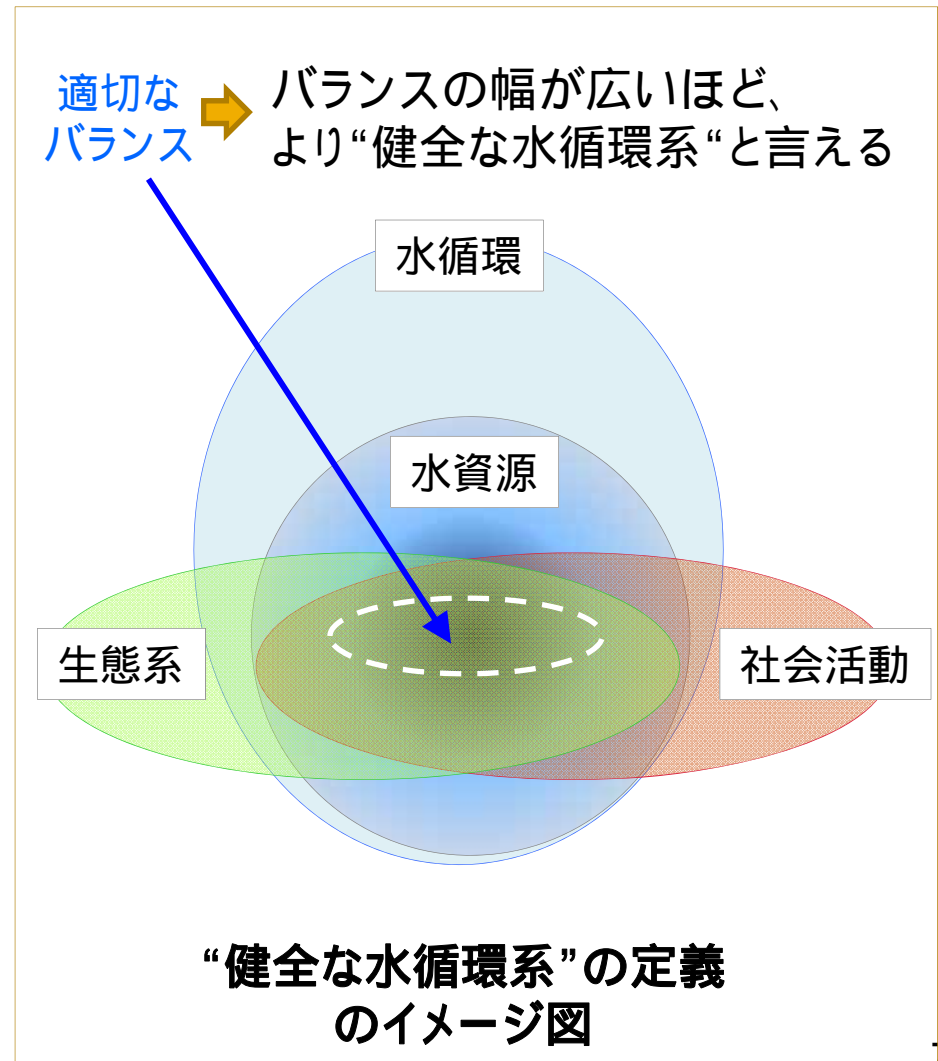 適切な
バランス
バランスの幅が広いほど、
より“健全な水循環系“と言える
水循環
水資源
生態系
社会活動
“健全な水循環系”の定義
のイメージ図